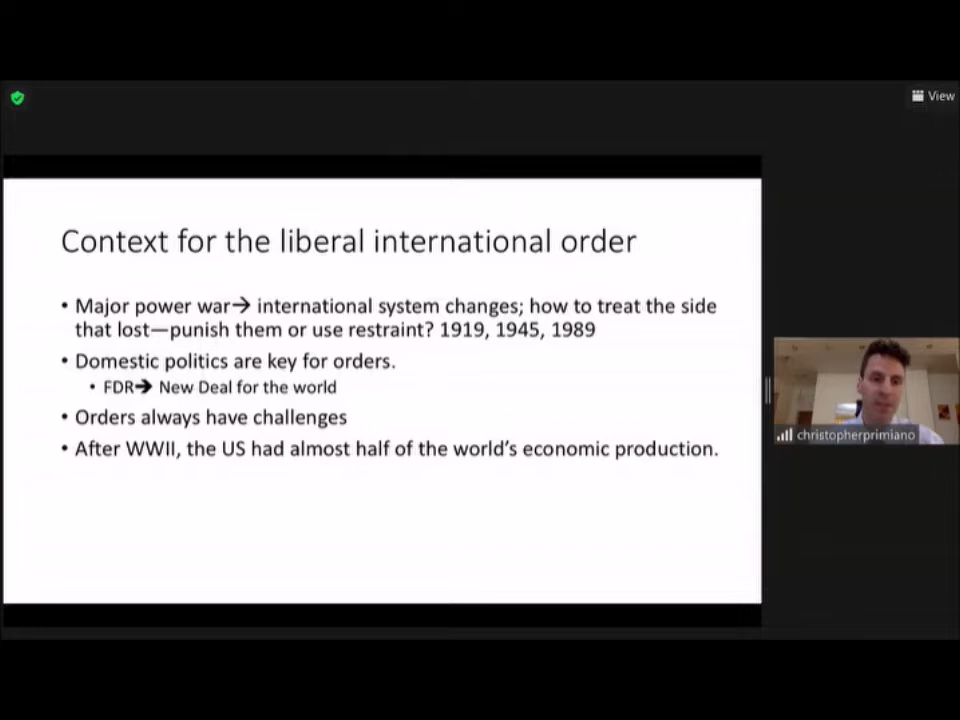 View
Context for the liberal international order
• Major power war→ international system changes; how to treat the side
that lost—punish them or use restraint? 1919, 1945, 1989
• Domestic politics are key for orders.
• FDR→ New Deal for the world
• Orders always have challenges
• After WWII, the US had almost half of the world's economic production.
christopherprimiano